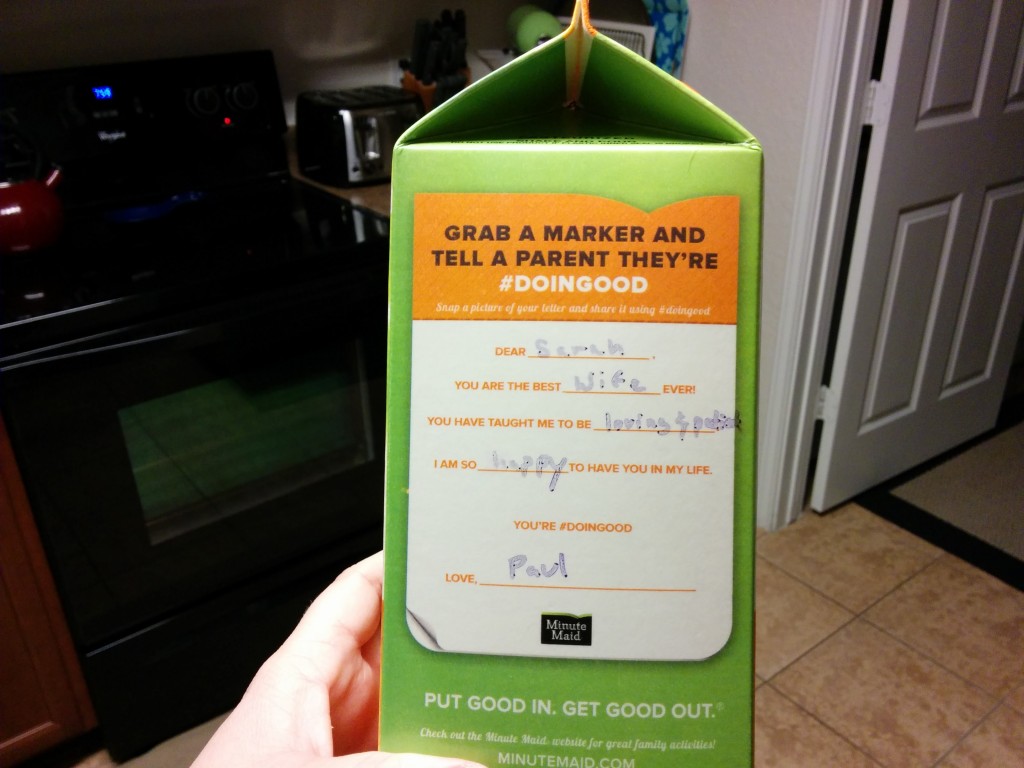 Whirlpool
GRAB A MARKER AND
TELL A PARENT THEY'RE
#DOINGOOD
Snap a picture of your letter and share it using #doingood
DEAR Sarah,
YOU ARE THE BEST Wife EVER!
YOU HAVE TAUGHT ME TO BE loving & patient
I AM SO happy TO HAVE YOU IN MY LIFE.
YOU'RE #DOINGOOD
LOVE, Paul
Minute
Maid
PUT GOOD IN. GET GOOD OUT.®
Check out the Minute Maid® website for great family activities!
MINUTEMAID.COM